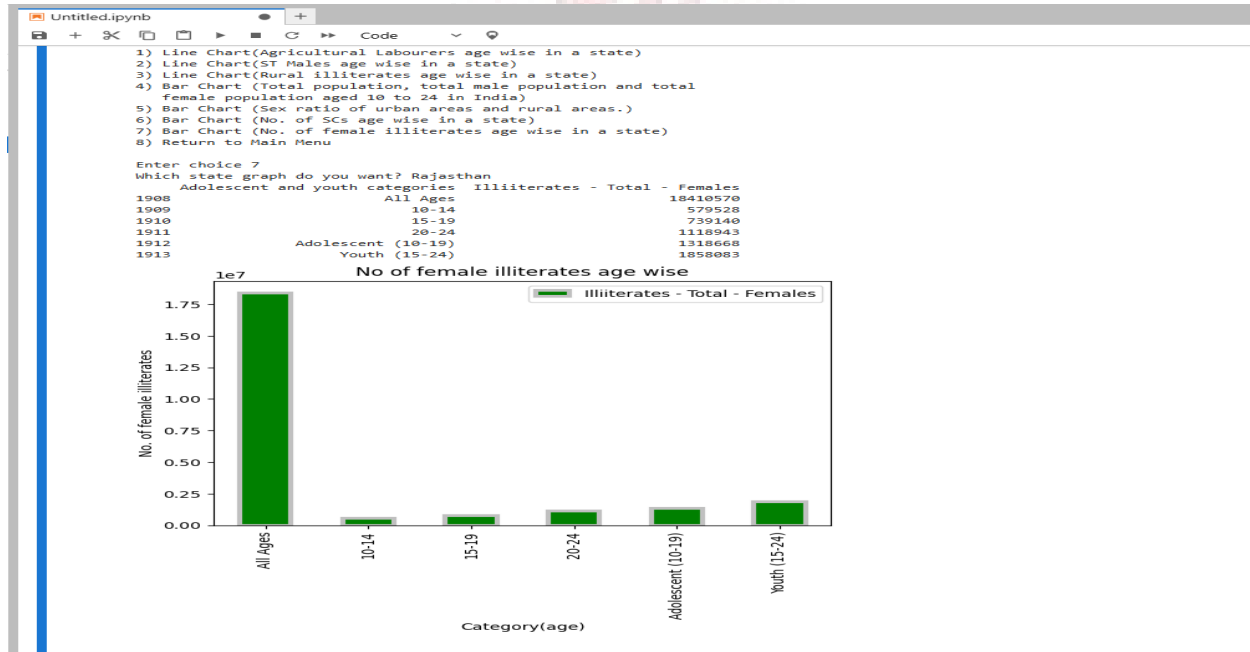 Untitled.ipynb
Code
1) Line Chart(Agricultural Labourers age wise in a state)
2) Line Chart(ST Males age wise in a state)
3) Line Chart(Rural illiterates age wise in a state)
4) Bar Chart (Total population, total male population and total
female population aged 10 to 24 in India)
5) Bar Chart (Sex ratio of urban areas and rural areas.)
6) Bar Chart (No. of SCs age wise in a state)
7) Bar Chart (No. of female illiterates age wise in a state)
8) Return to Main Menu
Enter choice 7
Which state graph do you want? Rajasthan
Adolescent and youth categories Illiiterates - Total - Females
1908 All Ages 18410570
1909 10-14 579528
1910 15-19 739140
1911 20-24 1118943
1912 Adolescent (10-19) 1318668
1913 Youth (15-24) 1858083
1e7 No of female illiterates age wise
Illiiterates - Total - Females
1.75
1.50
1.25
1.00
0.75
0.50
0.25
0.00
No. of female illiterates
All Ages
10-14
15-19
20-24
Adolescent (10-19)
Youth (15-24)
Category(age)